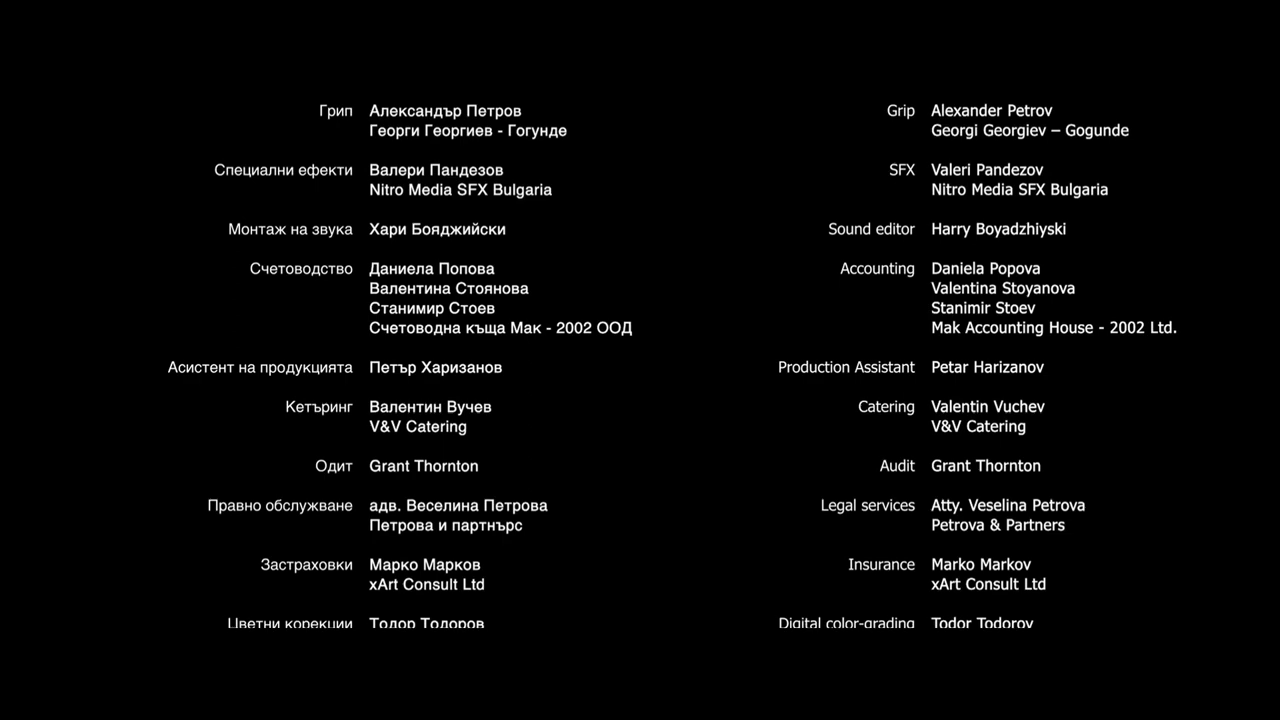 Грип Александър Петров
Георги Георгиев - Гогунде
Специални ефекти Валери Пандезов
Nitro Media SFX Bulgaria
Монтаж на звука Хари Бояджийски
Счетоводство Даниела Попова
Валентина Стоянова
Станимир Стоев
Счетоводна къща Мак - 2002 ООД
Асистент на продукцията Петър Харизанов
Кетъринг Валентин Вучев
V&V Catering
Одит Grant Thornton
Правно обслужване адв. Веселина Петрова
Петрова и партнърс
Застраховки Марко Марков
xArt Consult Ltd
Цветни корекции Тодор Тодоров
Grip Alexander Petrov
Georgi Georgiev – Gogunde
SFX Valeri Pandezov
Nitro Media SFX Bulgaria
Sound editor Harry Boyadzhiyski
Accounting Daniela Popova
Valentina Stoyanova
Stanimir Stoev
Mak Accounting House - 2002 Ltd.
Production Assistant Petar Harizanov
Catering Valentin Vuchev
V&V Catering
Audit Grant Thornton
Legal services Atty. Veselina Petrova
Petrova & Partners
Insurance Marko Markov
xArt Consult Ltd
Digital color-grading Todor Todorov